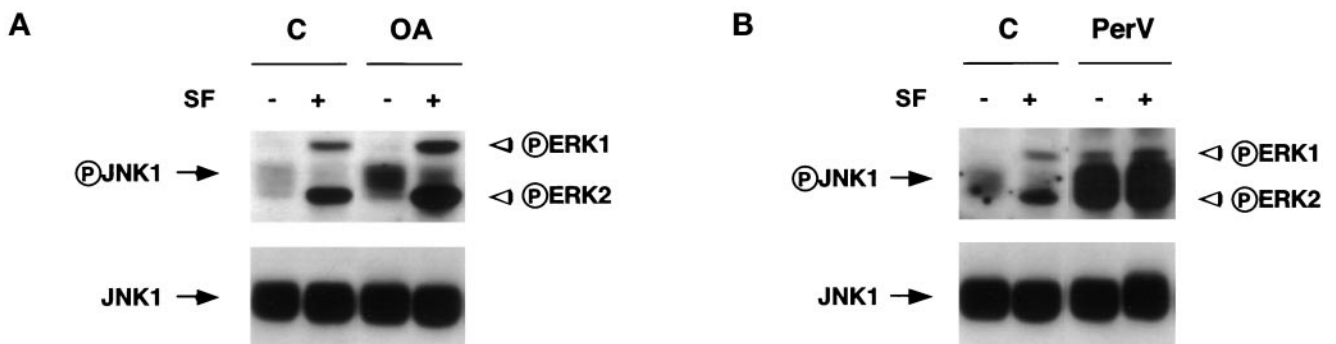 A
C OA
SF - + - +
ⓅJNK1
ⓅERK1
ⓅERK2
JNK1
B
C PerV
SF - + - +
ⓅJNK1
ⓅERK1
ⓅERK2
JNK1